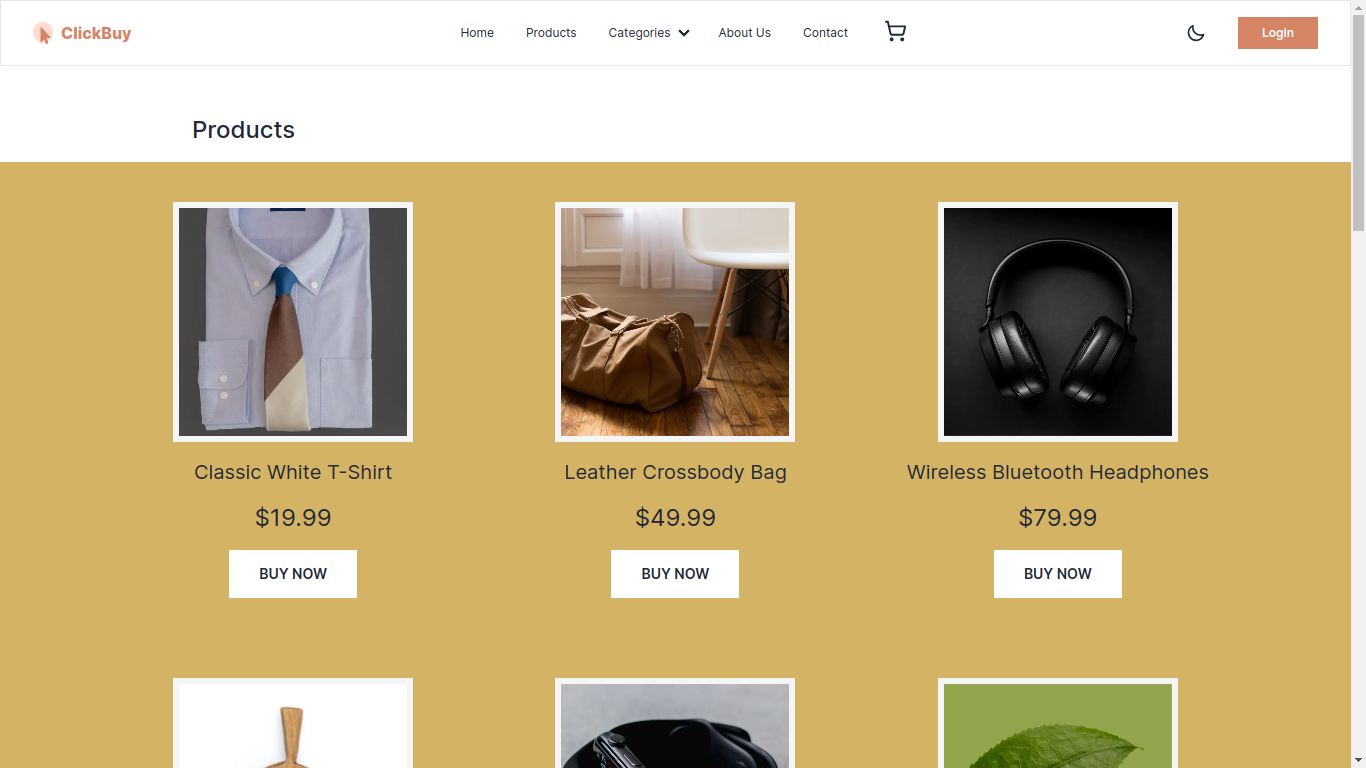 ClickBuy
Home
Products
Categories
About Us
Contact
Login
Products
Classic White T-Shirt
$19.99
BUY NOW
Leather Crossbody Bag
$49.99
BUY NOW
Wireless Bluetooth Headphones
$79.99
BUY NOW